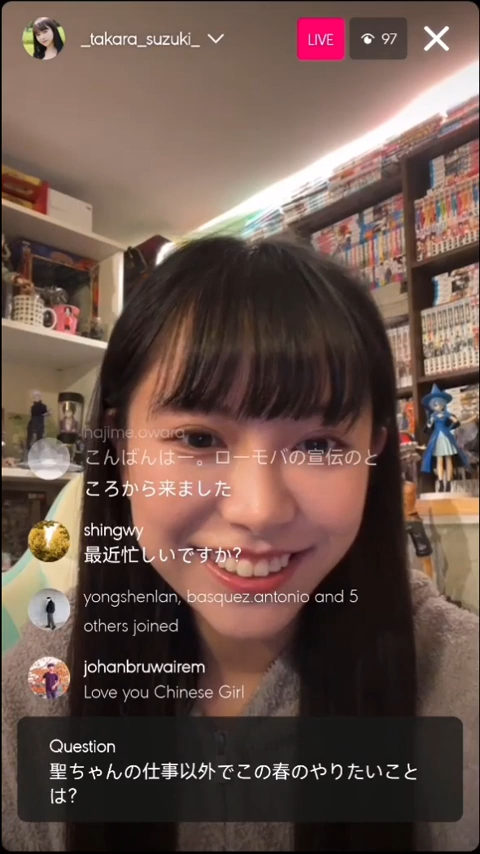 _takara_suzuki_
LIVE
97
hajime.owara
こんばんはー。ローモバの宣伝のと
ころから来ました
shingwy
最近忙しいですか?
yongshenlan, basquez.antonio and 5
others joined
johanbruwairem
Love you Chinese Girl
Question
聖ちゃんの仕事以外でこの春のやりたいこと
は?